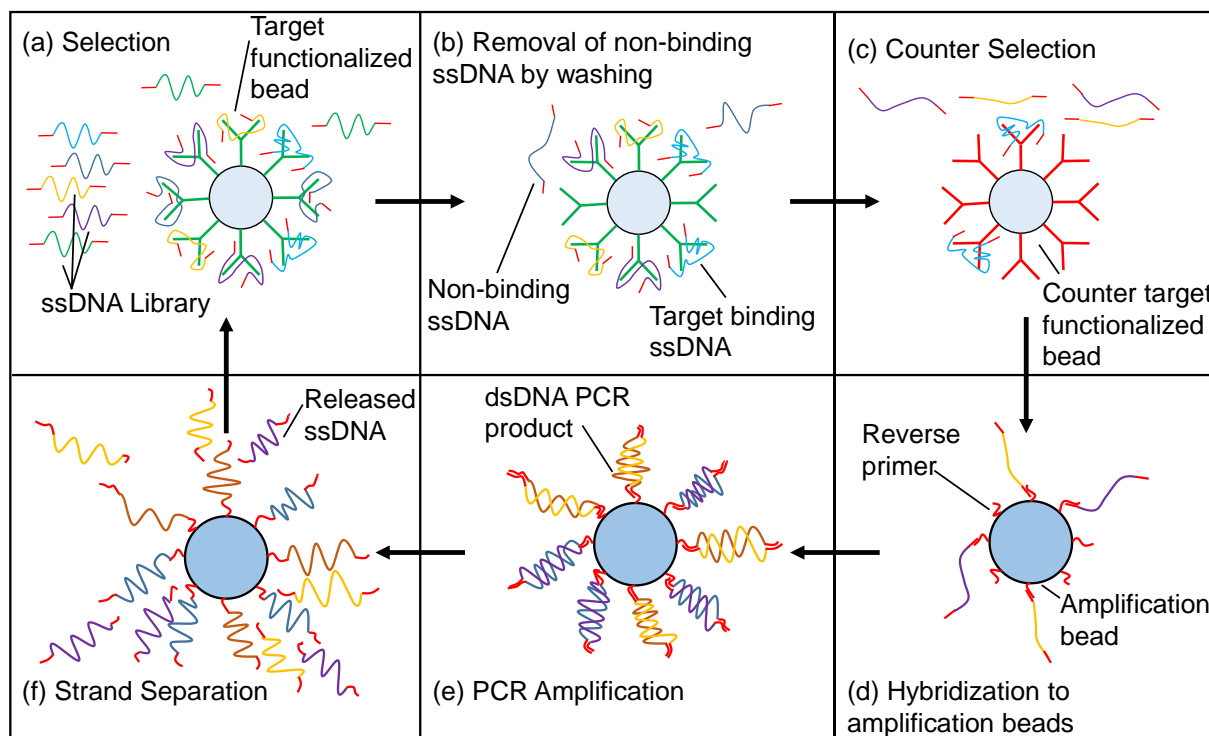 (a) Selection
Target
functionalized
bead
ssDNA Library
(b) Removal of non-binding
ssDNA by washing
Non-binding
ssDNA
Target binding
ssDNA
(c) Counter Selection
Counter target
functionalized
bead
Reverse
primer
Amplification
bead
(d) Hybridization to
amplification beads
dsDNA PCR
product
(e) PCR Amplification
Released
ssDNA
(f) Strand Separation